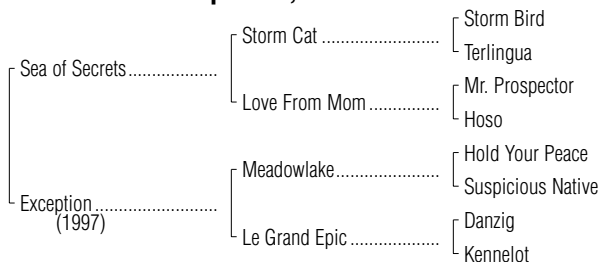 Storm Bird
Storm Cat ........................
Terlingua
Sea of Secrets...................
Mr. Prospector
Love From Mom ..............
Hoso
Hold Your Peace
Meadowlake.....................
Suspicious Native
Exception.........................
(1997)
Danzig
Le Grand Epic ..................
Kennelot